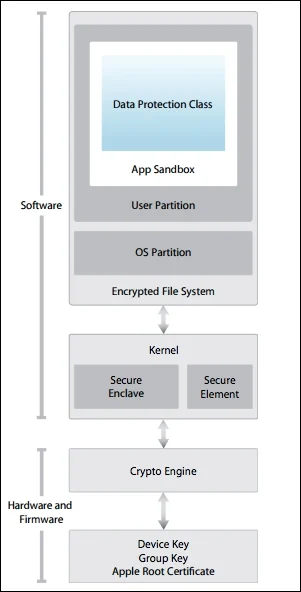 Data Protection Class
App Sandbox
Software
User Partition
OS Partition
Encrypted File System
Kernel
Secure
Enclave
Secure
Element
Crypto Engine
Hardware and
Firmware
Device Key
Group Key
Apple Root Certificate